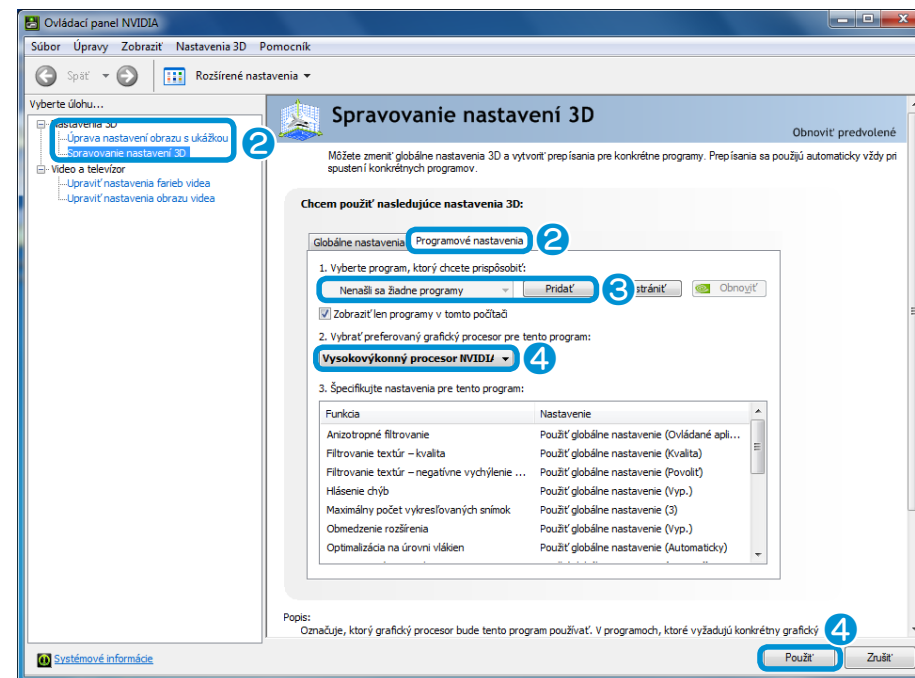 Ovládací panel NVIDIA
Súbor Úpravy Zobraziť Nastavenia 3D Pomocník
Späť Rozšírené nastavenia
Vyberte úlohu...
Nastavenia 3D
Úprava nastavení obrazu s ukážkou
Spravovanie nastavení 3D
2
Video a televízor
Upraviť nastavenia farieb videa
Upraviť nastavenia obrazu videa
Spravovanie nastavení 3D
Obnoviť predvolené
Môžete zmeniť globálne nastavenia 3D a vytvoriť prepísania pre konkrétne programy. Prepísania sa použijú automaticky vždy pri
spustení konkrétnych programov.
Chcem použiť nasledujúce nastavenia 3D:
Globálne nastavenia Programové nastavenia 2
1. Vyberte program, ktorý chcete prispôsobiť:
Nenašli sa žiadne programy Pridať 3 strániť Obnoviť
Zobraziť len programy v tomto počítači
2. Vybrať preferovaný grafický procesor pre tento program:
Vysokovýkonný procesor NVIDIA 4
3. Špecifikujte nastavenia pre tento program:
Funkcia Nastavenie
Anizotropné filtrovanie Použiť globálne nastavenie (Ovládané apli...
Filtrovanie textúr – kvalita Použiť globálne nastavenie (Kvalita)
Filtrovanie textúr – negatívne vychýlenie ... Použiť globálne nastavenie (Povoliť)
Hlásenie chýb Použiť globálne nastavenie (Vyp.)
Maximálny počet vykresľovaných snímok Použiť globálne nastavenie (3)
Obmedzenie rozšírenia Použiť globálne nastavenie (Vyp.)
Optimalizácia na úrovni vlákien Použiť globálne nastavenie (Automaticky)
Popis:
Označuje, ktorý grafický procesor bude tento program používať. V programoch, ktoré vyžadujú konkrétny grafický 4
Systémové informácie
Použiť Zrušiť